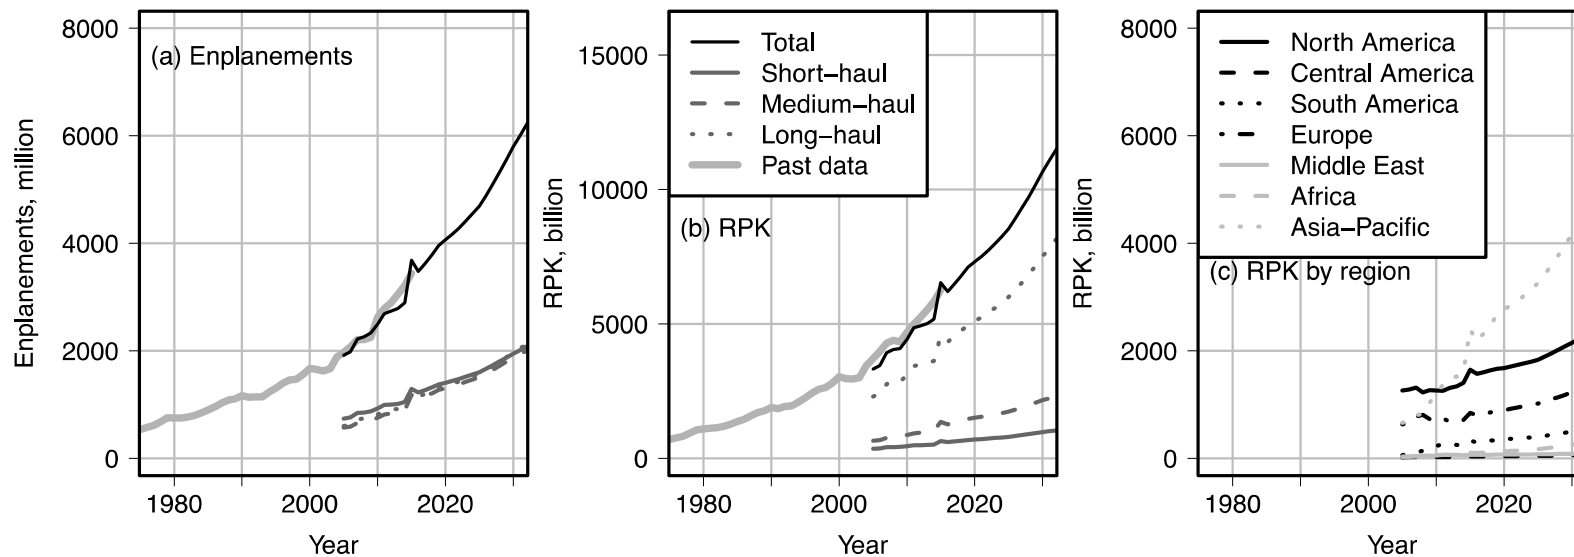 (a) Enplanements
Enplanements, million
8000
6000
4000
2000
0
1980
2000
2020
Year
Total
Short−haul
Medium−haul
Long−haul
Past data
(b) RPK
RPK, billion
15000
10000
5000
0
1980
2000
2020
Year
North America
Central America
South America
Europe
Middle East
Africa
Asia−Pacific
(c) RPK by region
RPK, billion
8000
6000
4000
2000
0
1980
2000
2020
Year